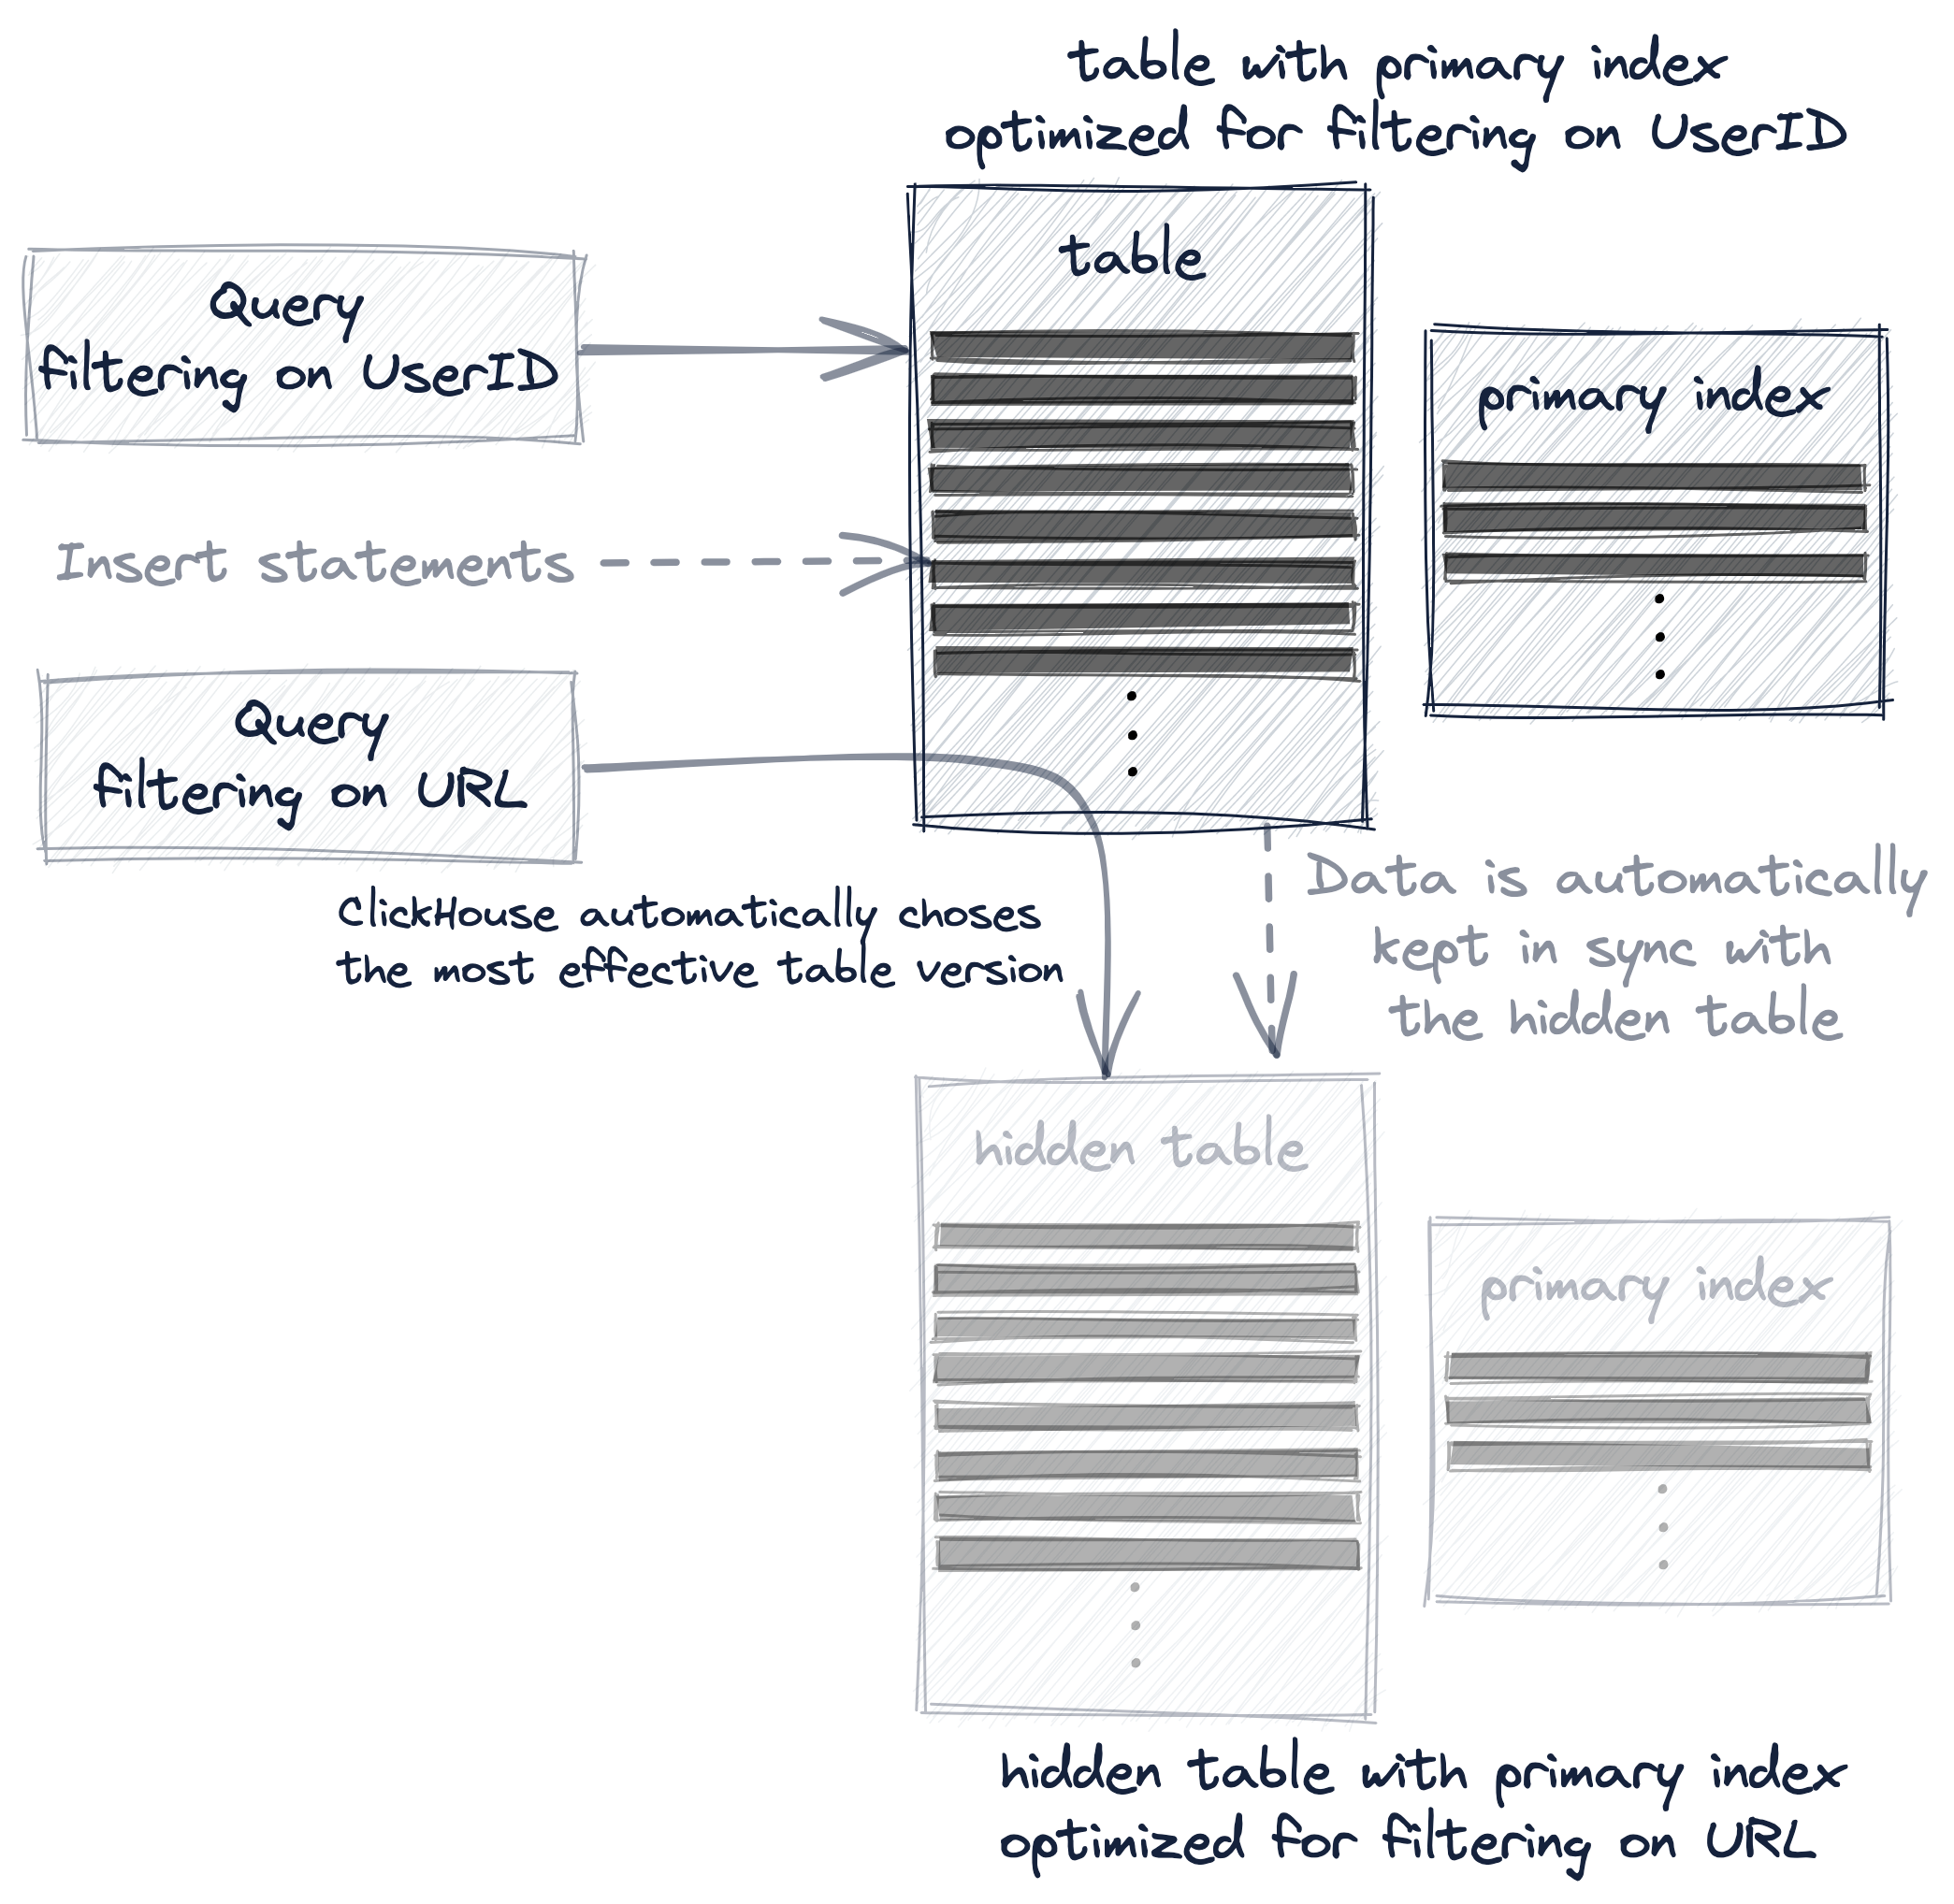 table with primary index
optimized for filtering on UserID
table
Query
filtering on UserID
primary index
Insert statements
Query
filtering on URL
ClickHouse automatically choses
the most effective table version
Data is automatically
kept in sync with
the hidden table
hidden table
primary index
hidden table with primary index
optimized for filtering on URL